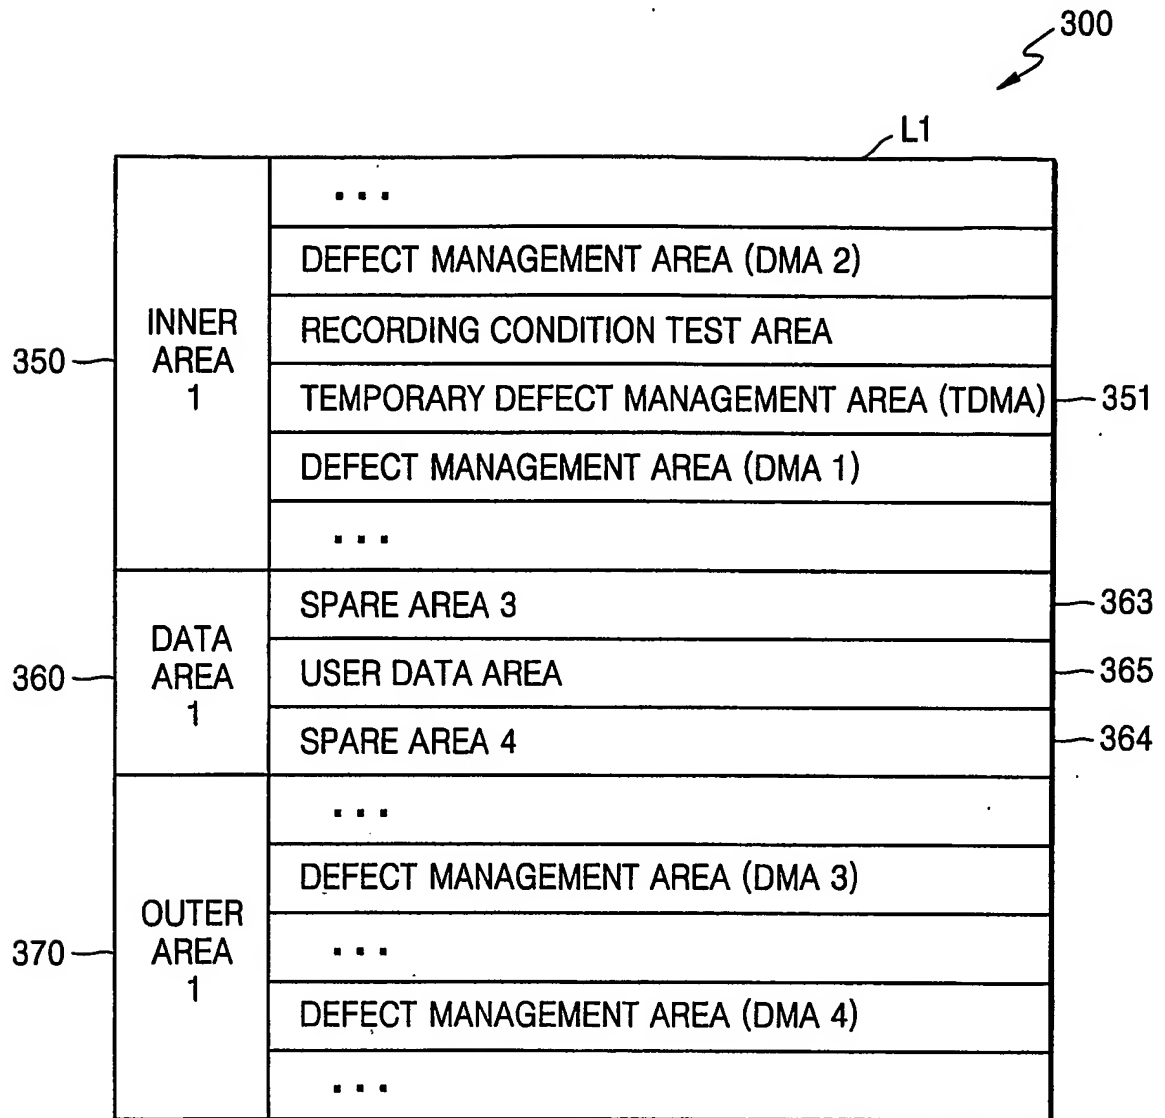 300
L1
...
DEFECT MANAGEMENT AREA (DMA 2)
RECORDING CONDITION TEST AREA
350
INNER
AREA
1
TEMPORARY DEFECT MANAGEMENT AREA (TDMA)
351
DEFECT MANAGEMENT AREA (DMA 1)
...
SPARE AREA 3
363
360
DATA
AREA
1
USER DATA AREA
365
SPARE AREA 4
364
...
DEFECT MANAGEMENT AREA (DMA 3)
370
OUTER
AREA
1
...
DEFECT MANAGEMENT AREA (DMA 4)
...